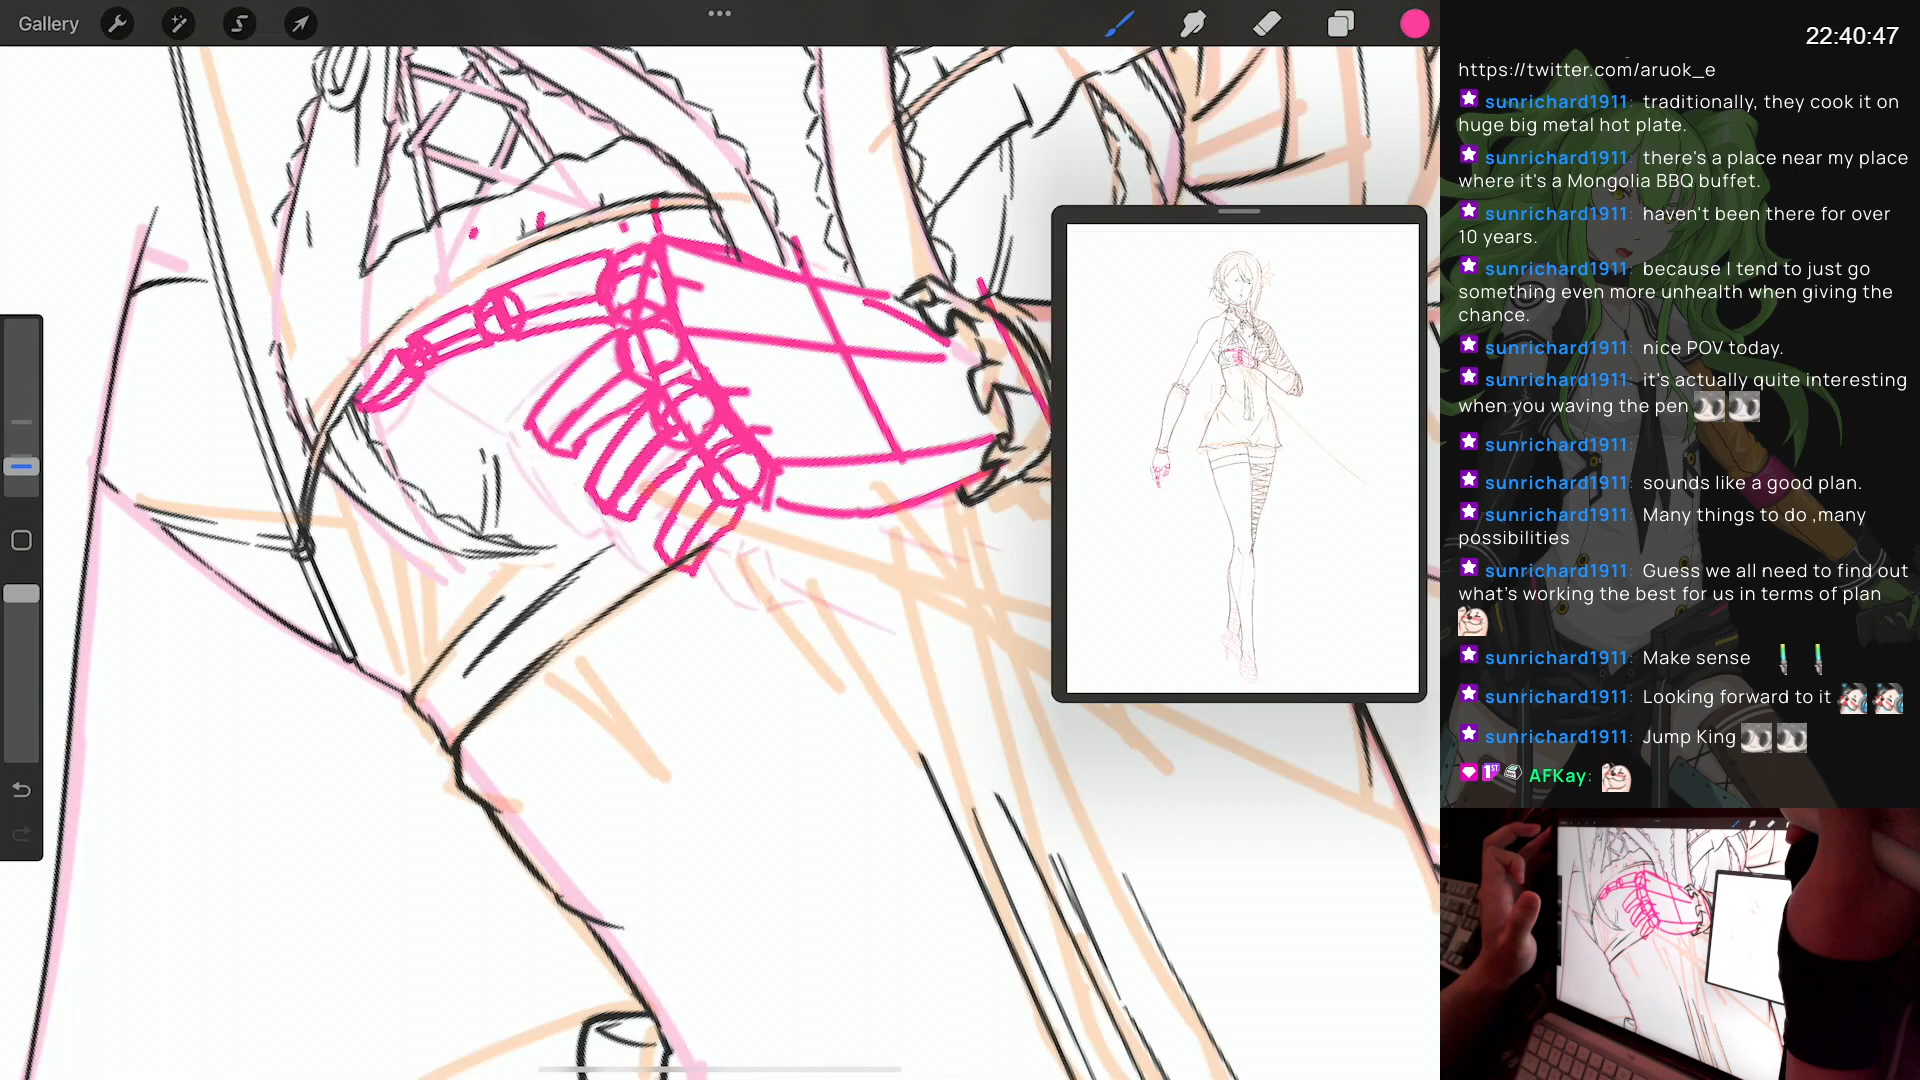 Gallery
22:40:47
https://twitter.com/aruok_e
sunrichard1911: traditionally, they cook it on
huge big metal hot plate.
sunrichard1911: there's a place near my place
where it's a Mongolia BBQ buffet.
sunrichard1911: haven't been there for over
10 years.
sunrichard1911: because I tend to just go
something even more unhealth when giving the
chance.
sunrichard1911: nice POV today.
sunrichard1911: it's actually quite interesting
when you waving the pen
sunrichard1911:
sunrichard1911: sounds like a good plan.
sunrichard1911: Many things to do ,many
possibilities
sunrichard1911: Guess we all need to find out
what's working the best for us in terms of plan
sunrichard1911: Make sense
sunrichard1911: Looking forward to it
sunrichard1911: Jump King
1ST AFKay: